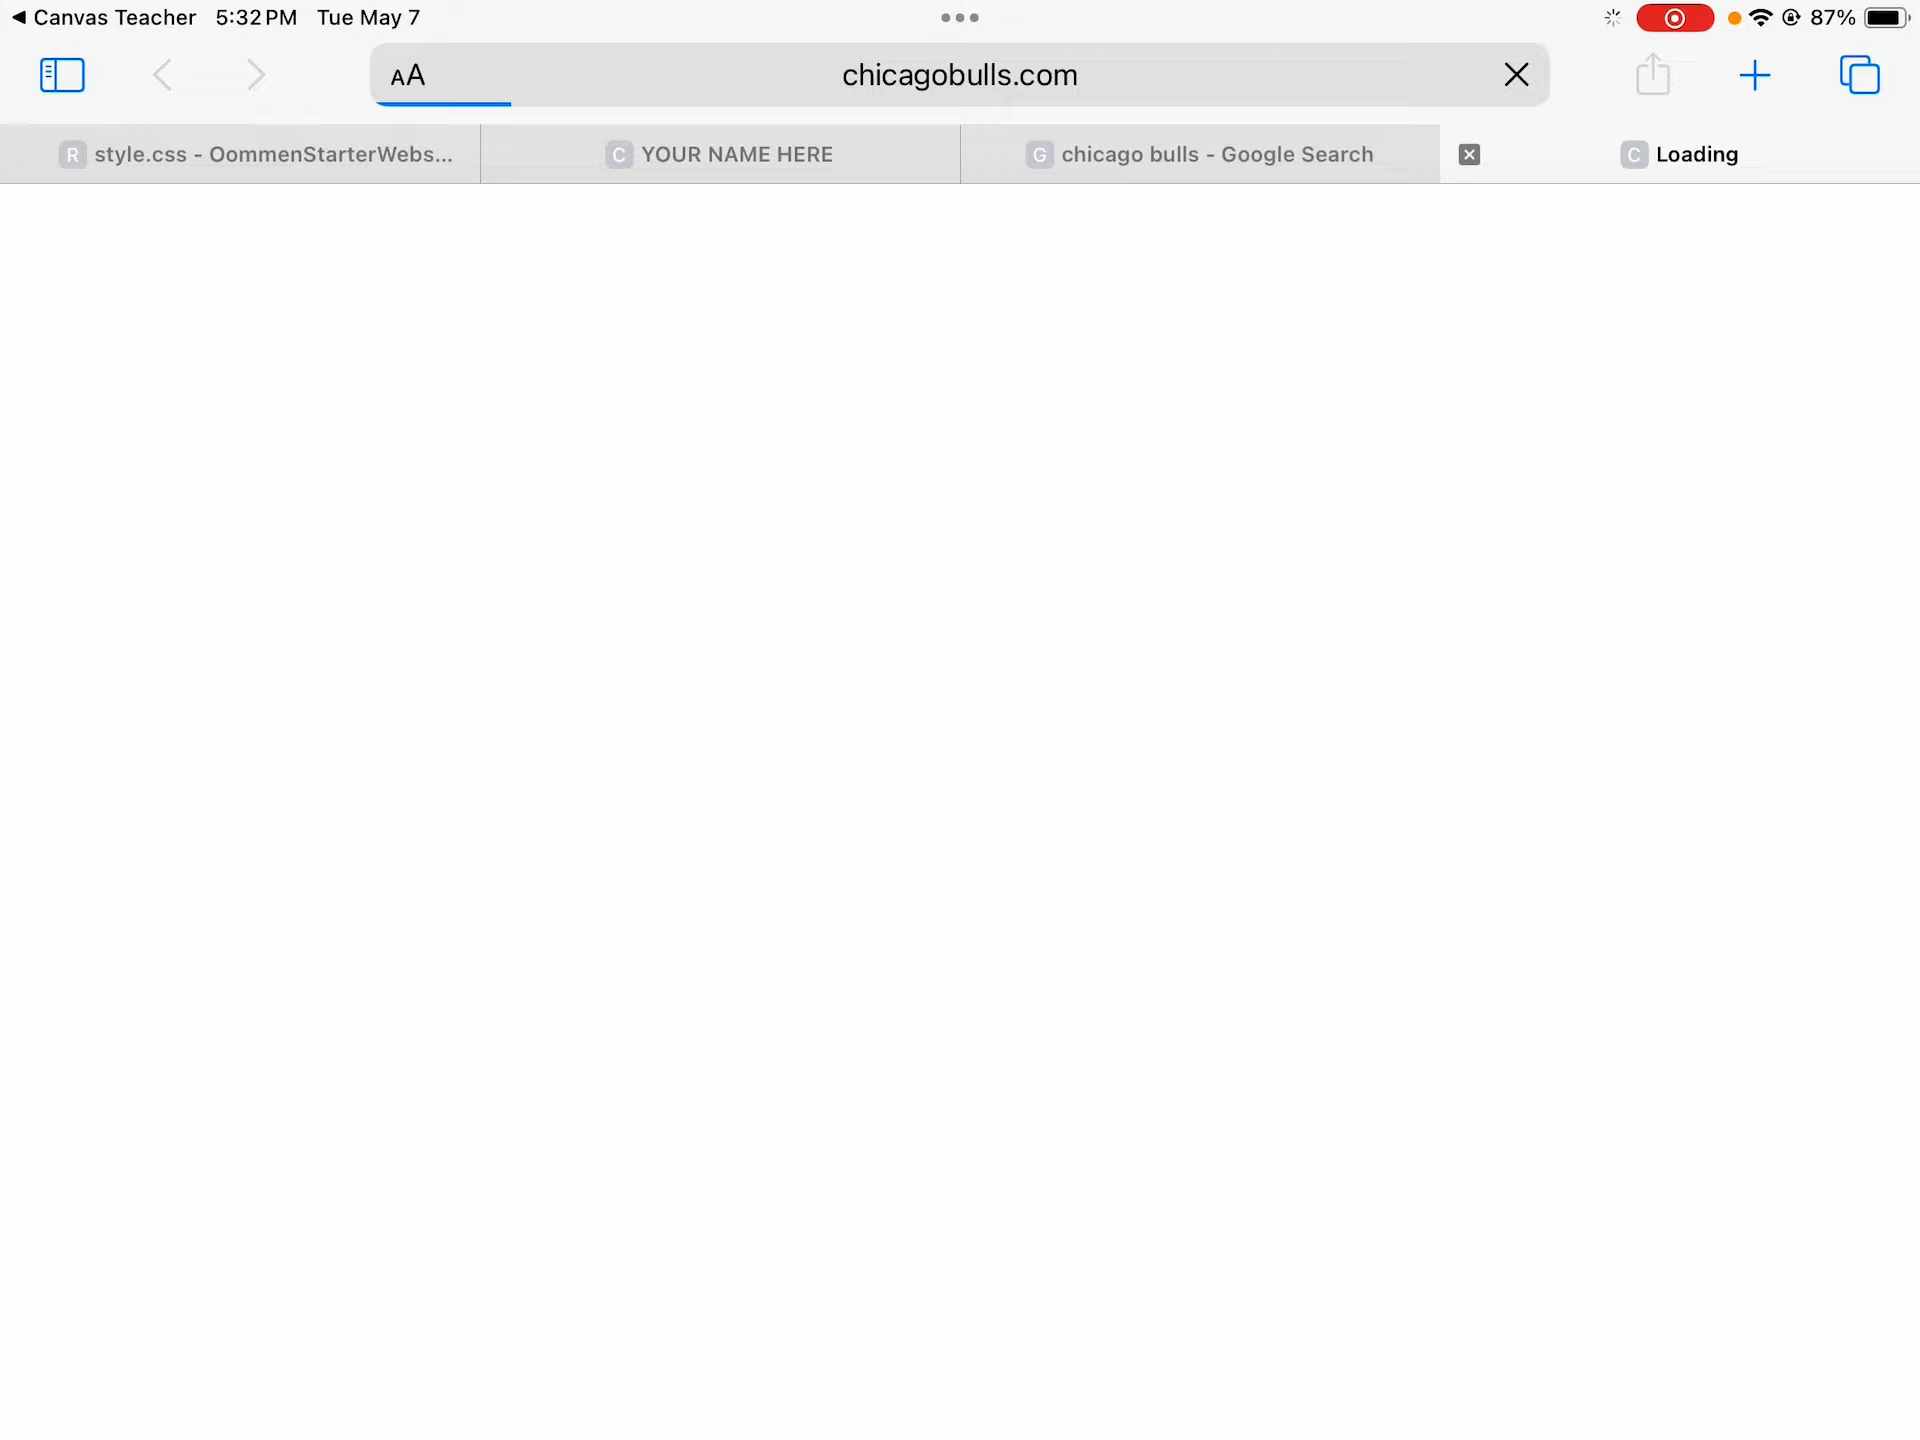 ◀ Canvas Teacher 5:32 PM Tue May 7 87%
AA chicagobulls.com
R style.css - OommenStarterWebs... C YOUR NAME HERE G chicago bulls - Google Search C Loading